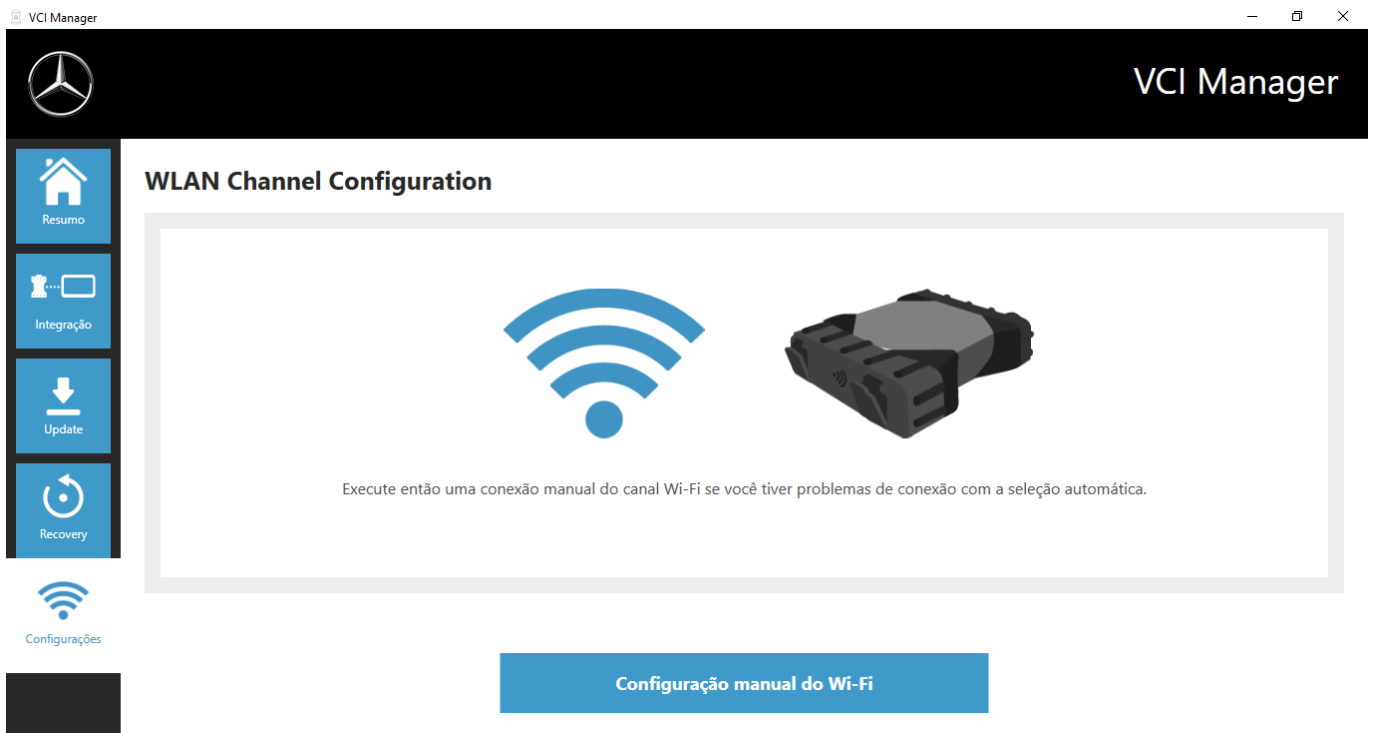 VCI Manager
VCI Manager
Resumo
Integração
Update
Recovery
Configurações
WLAN Channel Configuration
Execute então uma conexão manual do canal Wi-Fi se você tiver problemas de conexão com a seleção automática.
Configuração manual do Wi-Fi